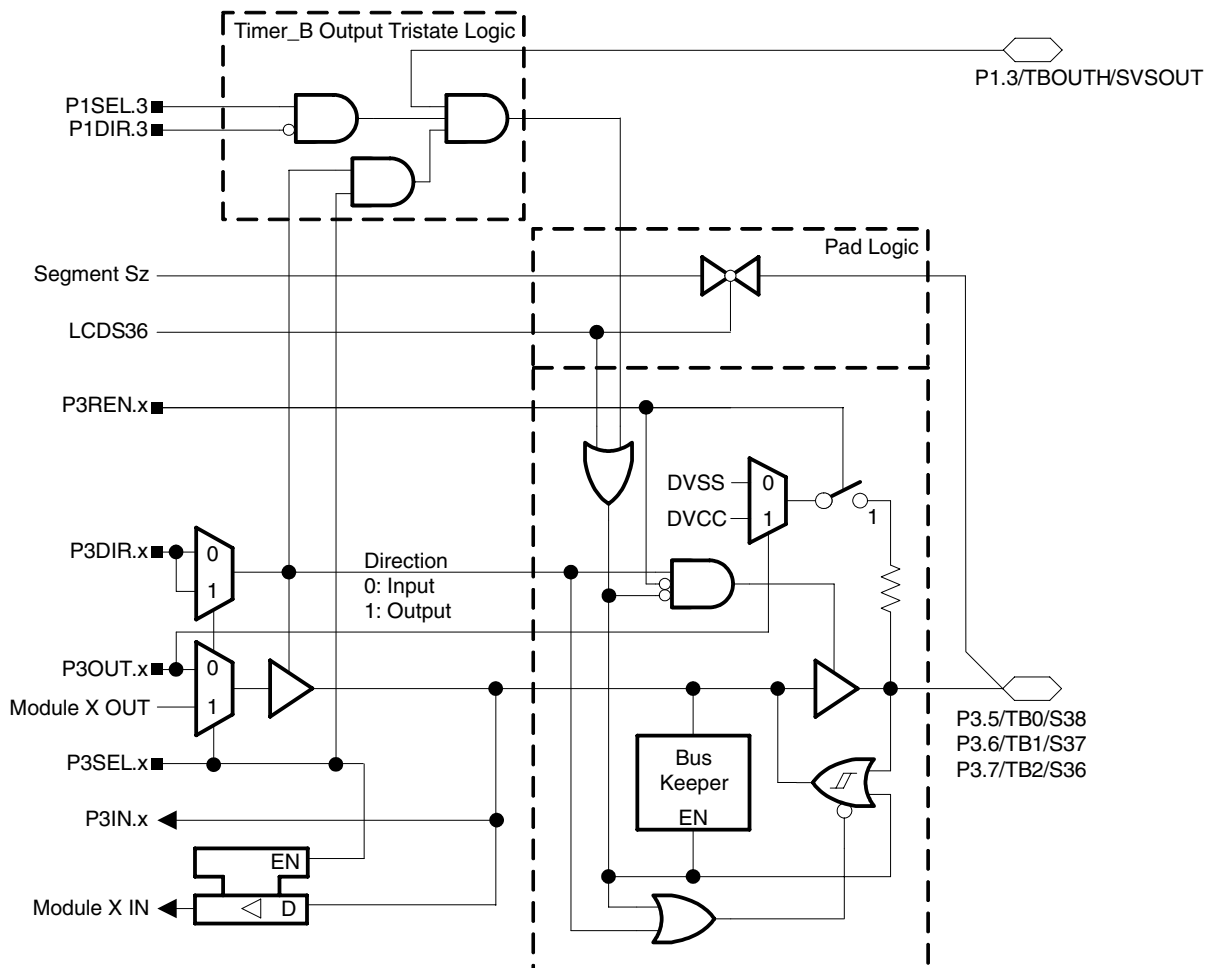 Timer_B Output Tristate Logic
P1.3/TBOUTH/SVSOUT
P1SEL.3
P1DIR.3
Pad Logic
Segment Sz
LCDS36
P3REN.x
DVSS
0
DVCC
1
1
P3DIR.x
0
1
Direction
0: Input
1: Output
P3OUT.x
0
Module X OUT
1
P3SEL.x
P3.5/TB0/S38
P3.6/TB1/S37
P3.7/TB2/S36
Bus
Keeper
EN
P3IN.x
EN
Module X IN
D